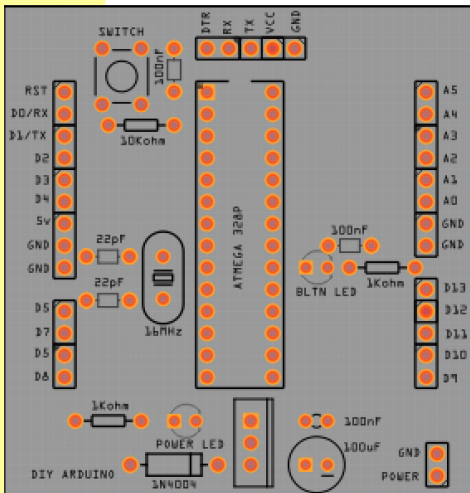 SWITCH
DTR
RX
TX
VCC
GND
100nF
10Kohm
RST
D0/RX
D1/TX
D2
D3
D4
5v
GND
GND
D5
D7
D5
D8
A5
A4
A3
A2
A1
A0
GND
GND
D13
D12
D11
D10
D9
ATMEGA 328P
22pF
22pF
16MHz
100nF
BLTN LED
1Kohm
1Kohm
POWER LED
1N4004
100nF
100uF
DIY ARDUINO
GND
POWER